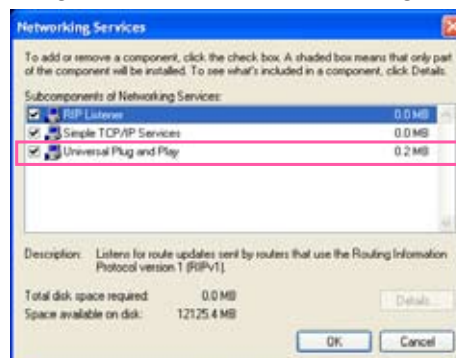 Networking Services
To add or remove a component, click the check box. A shaded box means that only part
of the component will be installed. To see what's included in a component, click Details.
Subcomponents of Networking Services:
RIP Listener 0.0 MB
Simple TCP/IP Services 0.0 MB
Universal Plug and Play 0.2 MB
Description: Listens for route updates sent by routers that use the Routing Information
Protocol version 1 (RIPv1).
Total disk space required: 0.0 MB
Space available on disk: 12125.4 MB
Details...
OK Cancel